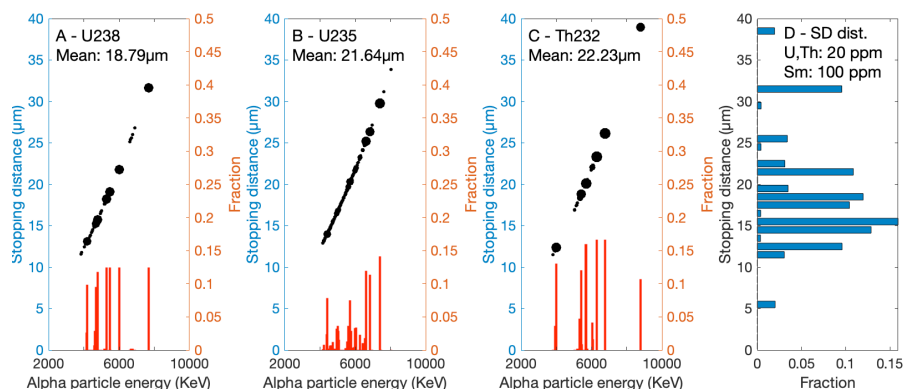 A - U238
Mean: 18.79μm
Stopping distance (μm)
40
35
30
25
20
15
10
5
0
0.5
0.45
0.4
0.35
0.3
0.25
0.2
0.15
0.1
0.05
0
Fraction
2000 6000 10000
Alpha particle energy (KeV)
B - U235
Mean: 21.64μm
Stopping distance (μm)
40
35
30
25
20
15
10
5
0
0.5
0.45
0.4
0.35
0.3
0.25
0.2
0.15
0.1
0.05
0
Fraction
2000 6000 10000
Alpha particle energy (KeV)
C - Th232
Mean: 22.23μm
Stopping distance (μm)
40
35
30
25
20
15
10
5
0
0.5
0.45
0.4
0.35
0.3
0.25
0.2
0.15
0.1
0.05
0
Fraction
2000 6000 10000
Alpha particle energy (KeV)
D - SD dist.
U,Th: 20 ppm
Sm: 100 ppm
Stopping distance (μm)
40
35
30
25
20
15
10
5
0
0 0.05 0.1 0.15
Fraction